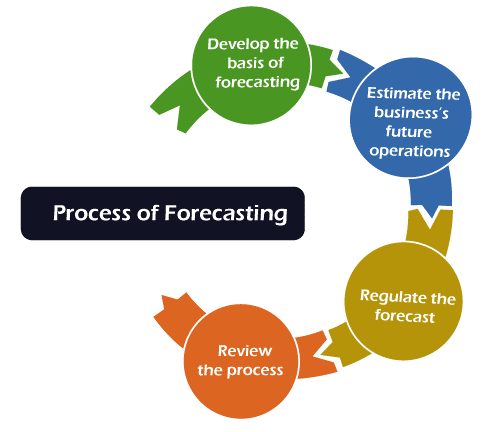 Develop the
basis of
forecasting
Estimate the
business's
future
operations
Process of Forecasting
Regulate the
forecast
Review
the process